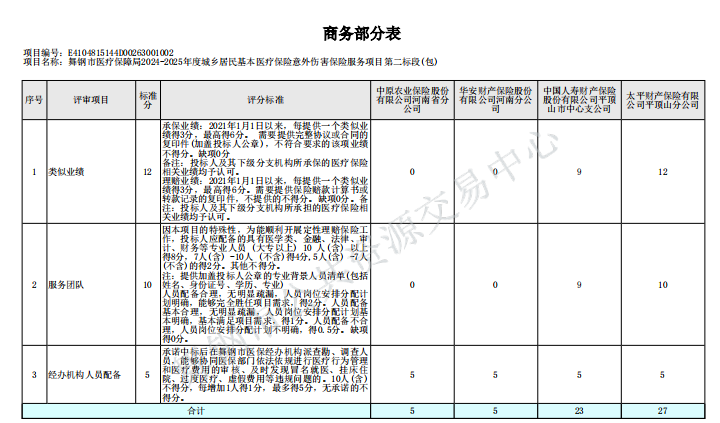 商务部分表
项目编号: E4104815144D00263001002
项目名称: 舞钢市医疗保障局2024-2025年度城乡居民基本医疗保险意外伤害保险服务项目第二标段(包)
序号 评审项目 标准分 评分标准 中原农业保险股份有限公司河南省分公司 华安财产保险股份有限公司河南分公司 中国人寿财产保险股份有限公司平顶山市中心支公司 太平财产保险有限公司平顶山分公司
承保业绩: 2021年1月1日以来, 每提供一个类似业
绩得3分, 最高得6分。 需要提供完整协议或合同的
复印件(加盖投标人公章), 不符合要求的该项业绩
不得分。缺项0分
备注: 投标人及其下级分支机构所承保的医疗保险
相关业绩均予认可。
1 类似业绩 12 0 0 9 12
理赔业绩: 2021年1月1日以来, 每提供一个类似业
绩得3分, 最高得6分。需要提供保险赔款计算书或
转款记录的复印件, 不提供的不得分。缺项0分。备
注: 投标人及其下级分支机构所承担的医疗保险相
关业绩均予认可。
因本项目的特殊性, 为能顺利开展定性理赔保险工
作, 投标人应配备的具有医学类、金融、法律、审
计、财务等专业人员 (大专以上) 10 人(含) 以上
得8分, 7人(含) -10人 (不含)得4分, 5人(含) -7人
(不含)的得2分。其他不得分。
注: 提供加盖投标人公章的专业背景人员清单(包括
姓名、身份证号、学历、专业)
2 服务团队 10 0 0 9 10
人员配备合理, 无明显疏漏, 人员岗位安排分配计
划明确, 能够完全胜任项目需求, 得2分。人员配备
基本合理, 无明显疏漏, 人员岗位安排分配计划基
本明确, 基本满足项目需求, 得1分。人员配备不合
理, 人员岗位安排分配计划不明确, 得0.5分。缺项
得0分。
承诺中标后在舞钢市医保经办机构派查勘、调查人
员, 能够协同医保部门依法依规进行医疗行为管理
和医疗费用的审核、及时发现冒名就医、挂床住
院、过度医疗、虚假费用等违规问题的。10人(含)
不得分, 每增加1人得1分, 最多得5分, 无承诺的不
得分。
3 经办机构人员配备 5 5 5 5 5
合计 5 5 23 27